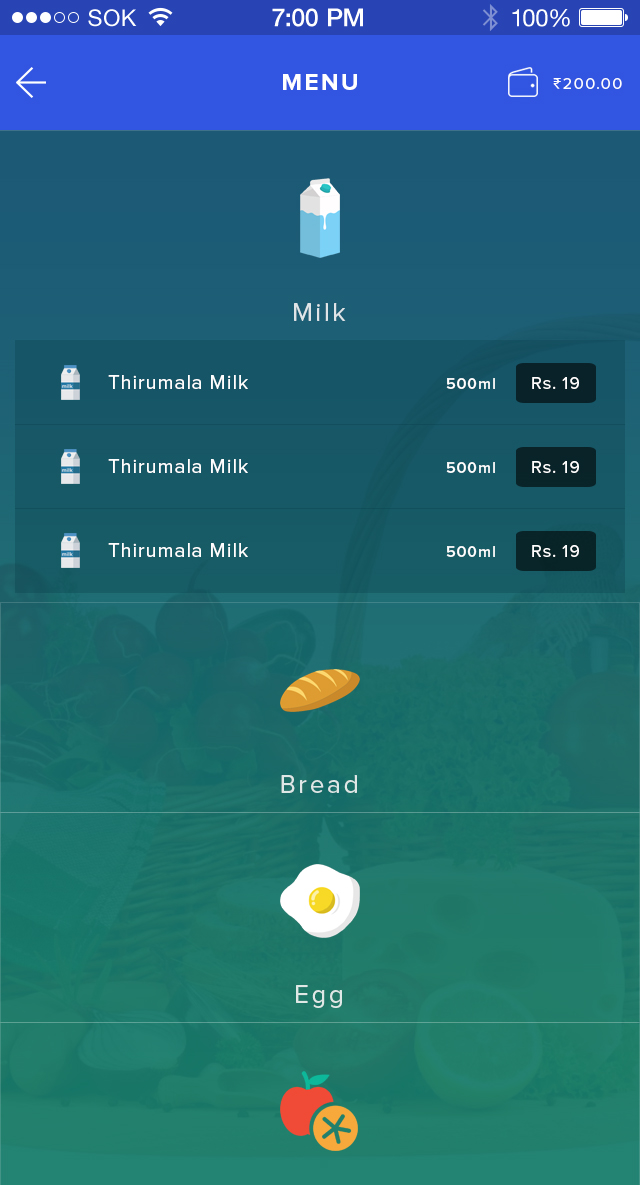 SOK 7:00 PM 100%
MENU ₹200.00
Milk
Thirumala Milk 500ml Rs. 19
Thirumala Milk 500ml Rs. 19
Thirumala Milk 500ml Rs. 19
Bread
Egg